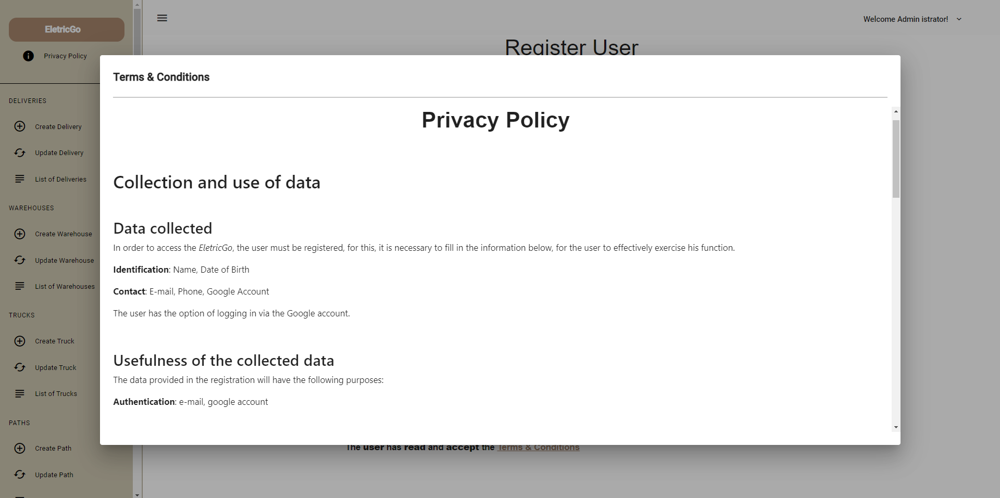 EletricGo
Privacy Policy
Welcome Admin istrator!
Register User
DELIVERIES
Create Delivery
Update Delivery
List of Deliveries
WAREHOUSES
Create Warehouse
Update Warehouse
List of Warehouses
TRUCKS
Create Truck
Update Truck
List of Trucks
PATHS
Create Path
Update Path
Terms & Conditions
Privacy Policy
Collection and use of data
Data collected
In order to access the EletricGo, the user must be registered, for this, it is necessary to fill in the information below, for the user to effectively exercise his function.
Identification: Name, Date of Birth
Contact: E-mail, Phone, Google Account
The user has the option of logging in via the Google account.
Usefulness of the collected data
The data provided in the registration will have the following purposes:
Authentication: e-mail, google account
The user has read and accept the Terms & Conditions